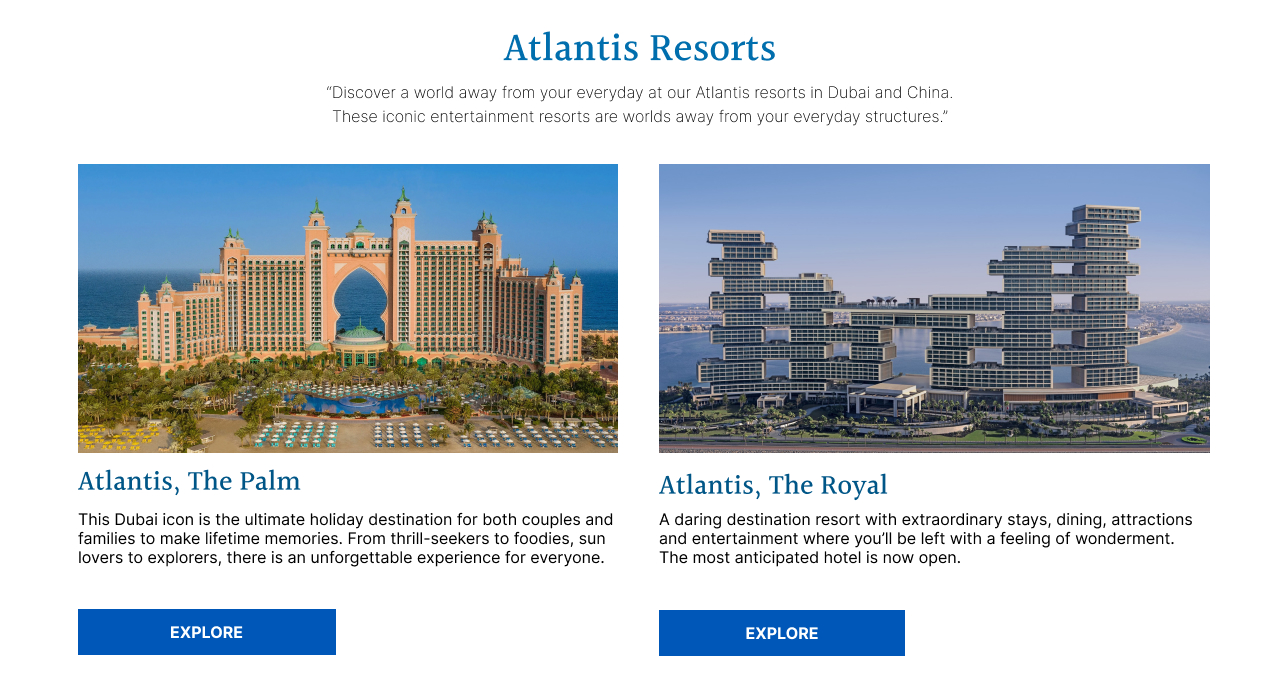 Atlantis Resorts
“Discover a world away from your everyday at our Atlantis resorts in Dubai and China.
These iconic entertainment resorts are worlds away from your everyday structures.”
Atlantis, The Palm
This Dubai icon is the ultimate holiday destination for both couples and
families to make lifetime memories. From thrill-seekers to foodies, sun
lovers to explorers, there is an unforgettable experience for everyone.
EXPLORE
Atlantis, The Royal
A daring destination resort with extraordinary stays, dining, attractions
and entertainment where you’ll be left with a feeling of wonderment.
The most anticipated hotel is now open.
EXPLORE